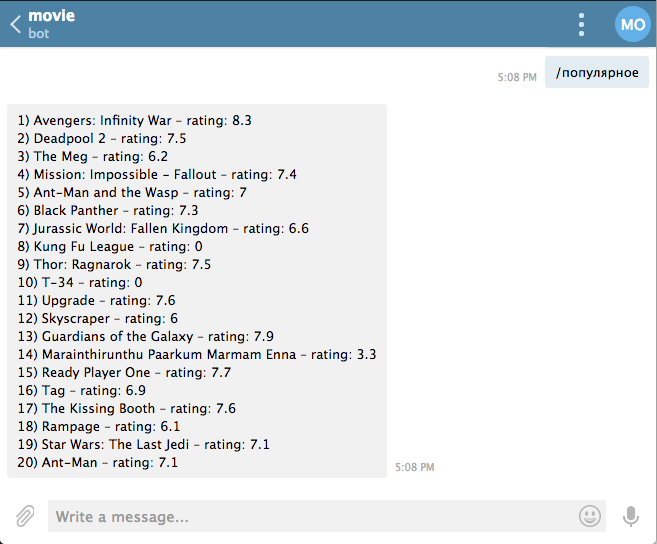 movie
bot
MO
5:08 PM
/популярное
1) Avengers: Infinity War – rating: 8.3
2) Deadpool 2 – rating: 7.5
3) The Meg – rating: 6.2
4) Mission: Impossible – Fallout – rating: 7.4
5) Ant-Man and the Wasp – rating: 7
6) Black Panther – rating: 7.3
7) Jurassic World: Fallen Kingdom – rating: 6.6
8) Kung Fu League – rating: 0
9) Thor: Ragnarok – rating: 7.5
10) T-34 – rating: 0
11) Upgrade – rating: 7.6
12) Skyscraper – rating: 6
13) Guardians of the Galaxy – rating: 7.9
14) Marainthirunthu Paarkum Marmam Enna – rating: 3.3
15) Ready Player One – rating: 7.7
16) Tag – rating: 6.9
17) The Kissing Booth – rating: 7.6
18) Rampage – rating: 6.1
19) Star Wars: The Last Jedi – rating: 7.1
20) Ant-Man – rating: 7.1
5:08 PM
Write a message...